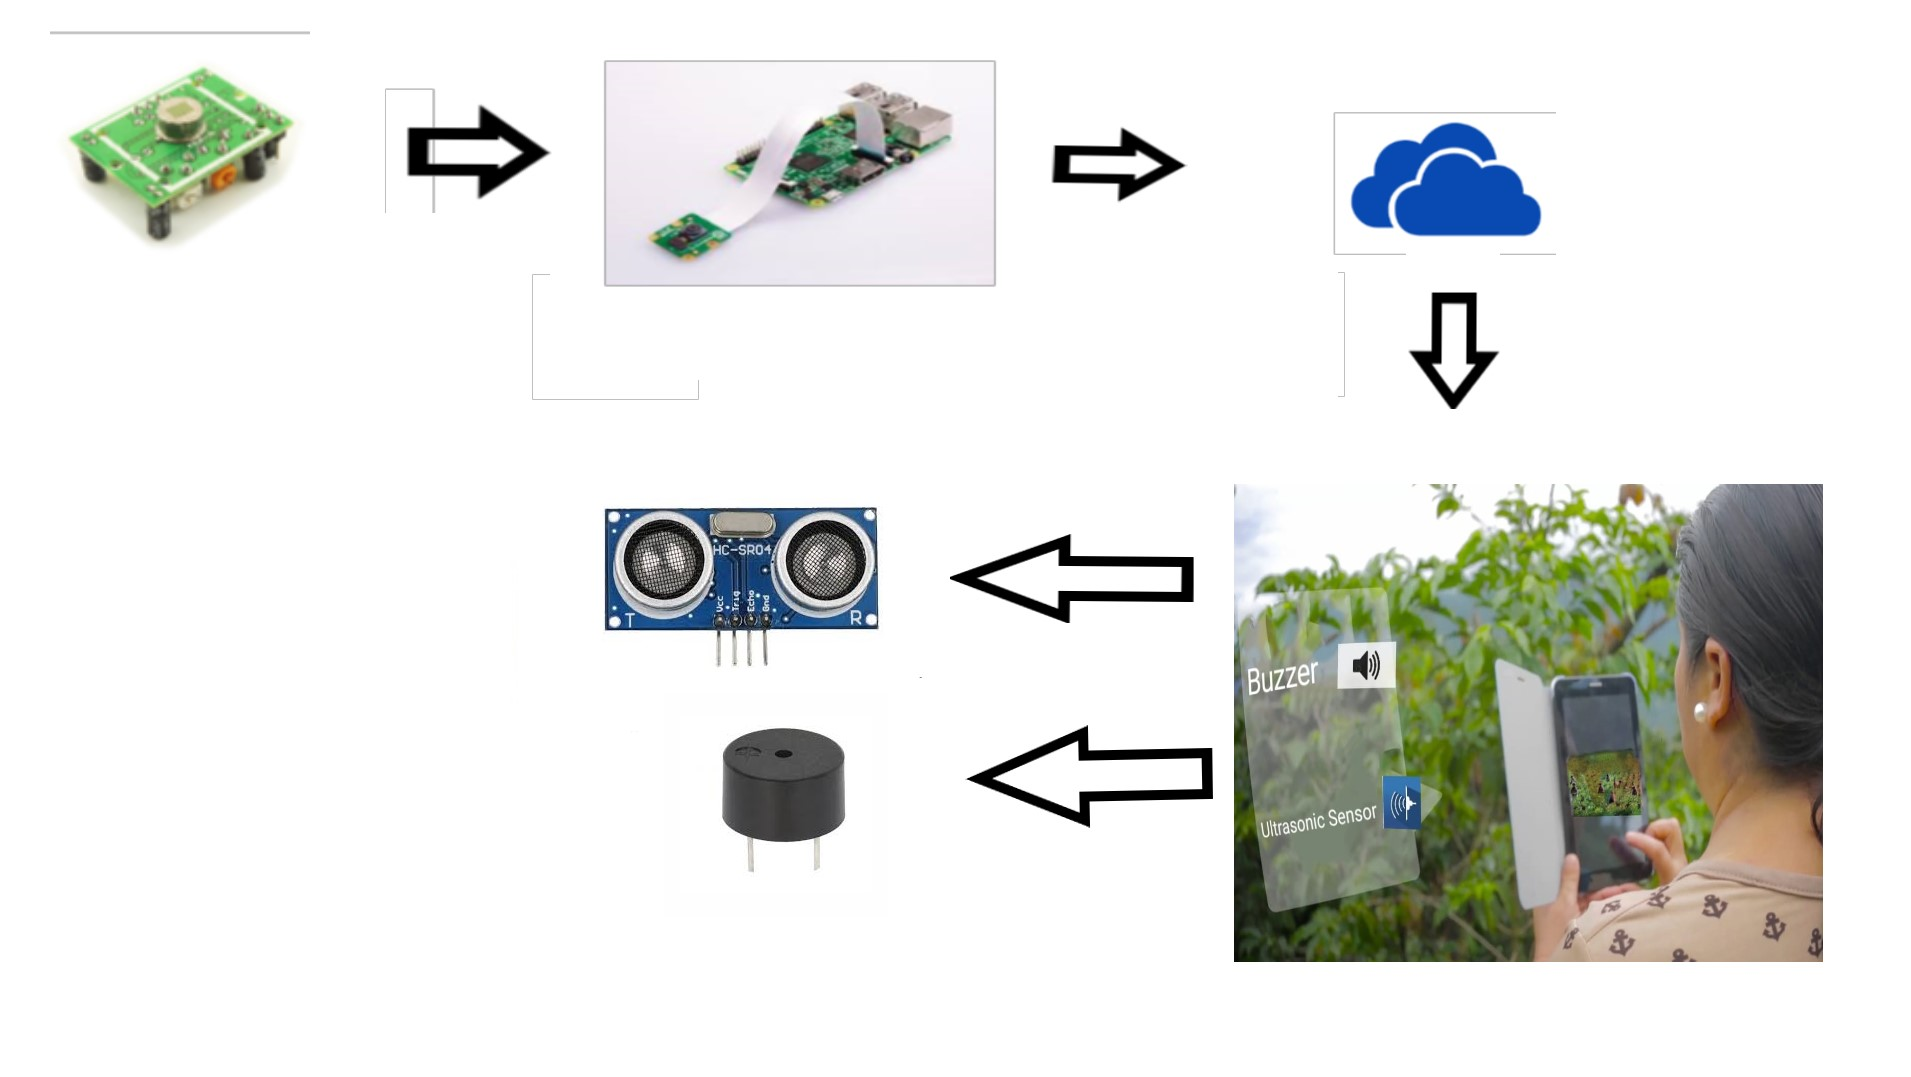 HC-SR04
Vcc
Trig
Echo
Gnd
T
R
Buzzer
Ultrasonic Sensor